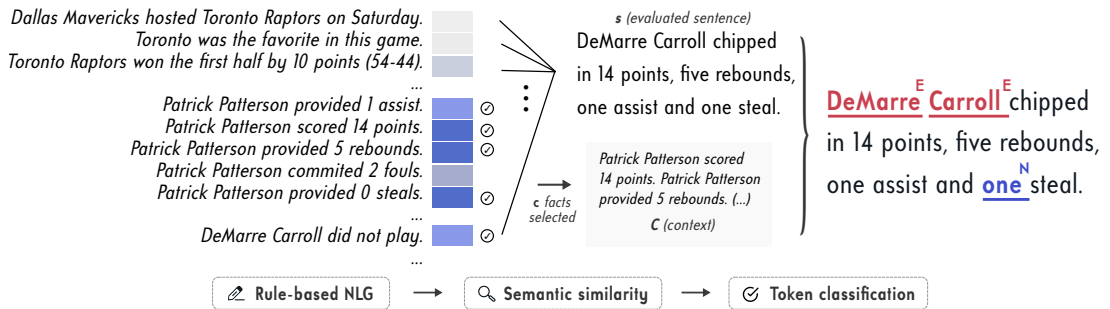 Dallas Mavericks hosted Toronto Raptors on Saturday.
Toronto was the favorite in this game.
Toronto Raptors won the first half by 10 points (54-44).
...
Patrick Patterson provided 1 assist.
Patrick Patterson scored 14 points.
Patrick Patterson provided 5 rebounds.
Patrick Patterson commited 2 fouls.
Patrick Patterson provided 0 steals.
...
DeMarre Carroll did not play.
...
s (evaluated sentence)
DeMarre Carroll chipped
in 14 points, five rebounds,
one assist and one steal.
c facts
selected
Patrick Patterson scored
14 points. Patrick Patterson
provided 5 rebounds. (...)
C (context)
DeMarre E Carroll E chipped
in 14 points, five rebounds,
one assist and one N steal.
Rule-based NLG
Semantic similarity
Token classification